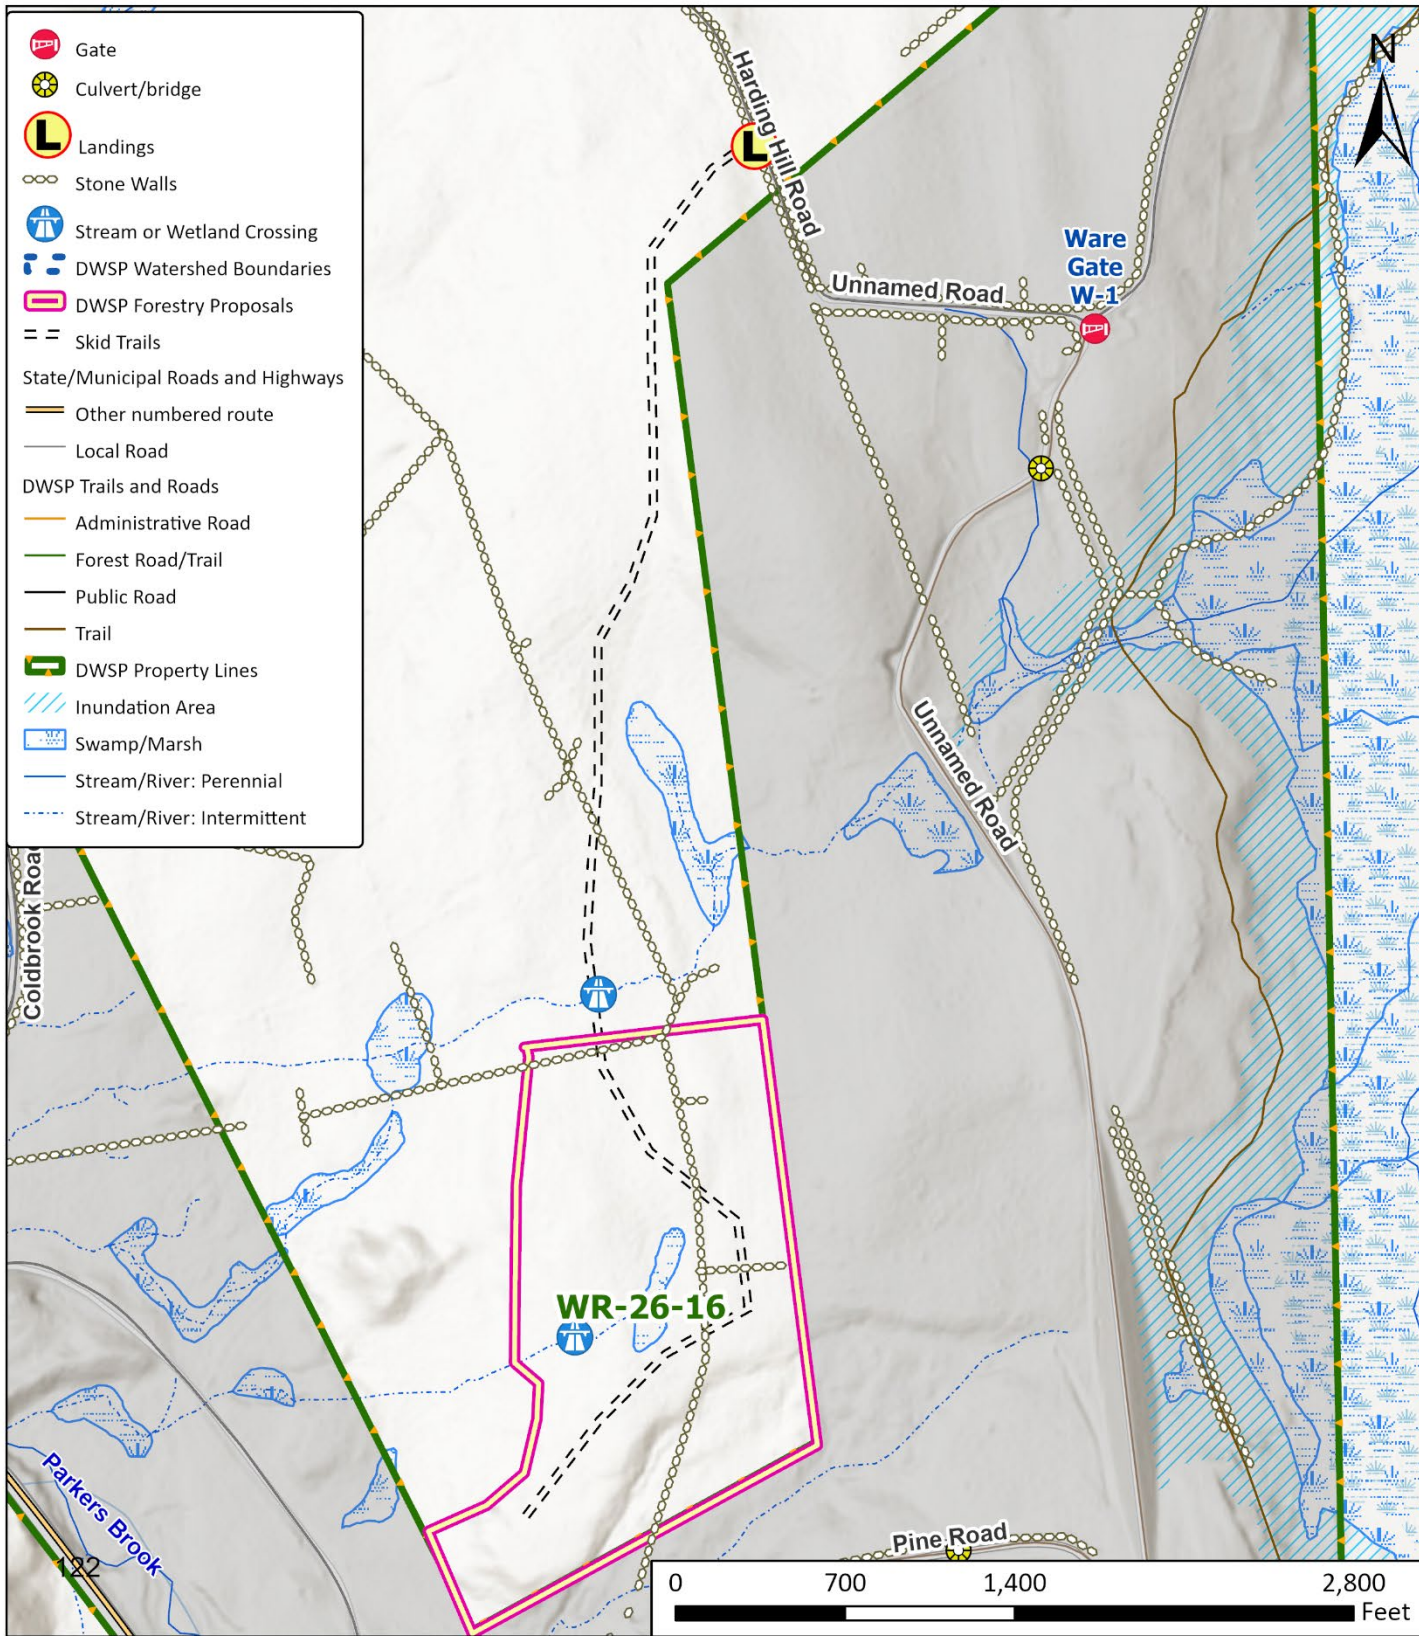 Gate
Culvert/bridge
L
Landings
Stone Walls
Stream or Wetland Crossing
DWSP Watershed Boundaries
DWSP Forestry Proposals
Skid Trails
State/Municipal Roads and Highways
Other numbered route
Local Road
DWSP Trails and Roads
Administrative Road
Forest Road/Trail
Public Road
Trail
DWSP Property Lines
Inundation Area
Swamp/Marsh
Stream/River: Perennial
Stream/River: Intermittent
N
Harding Hill Road
L
Ware
Gate
W-1
Unnamed Road
Unnamed Road
Coldbrook Road
WR-26-16
Parkers Brook
122
Pine Road
0 700 1,400 2,800
Feet